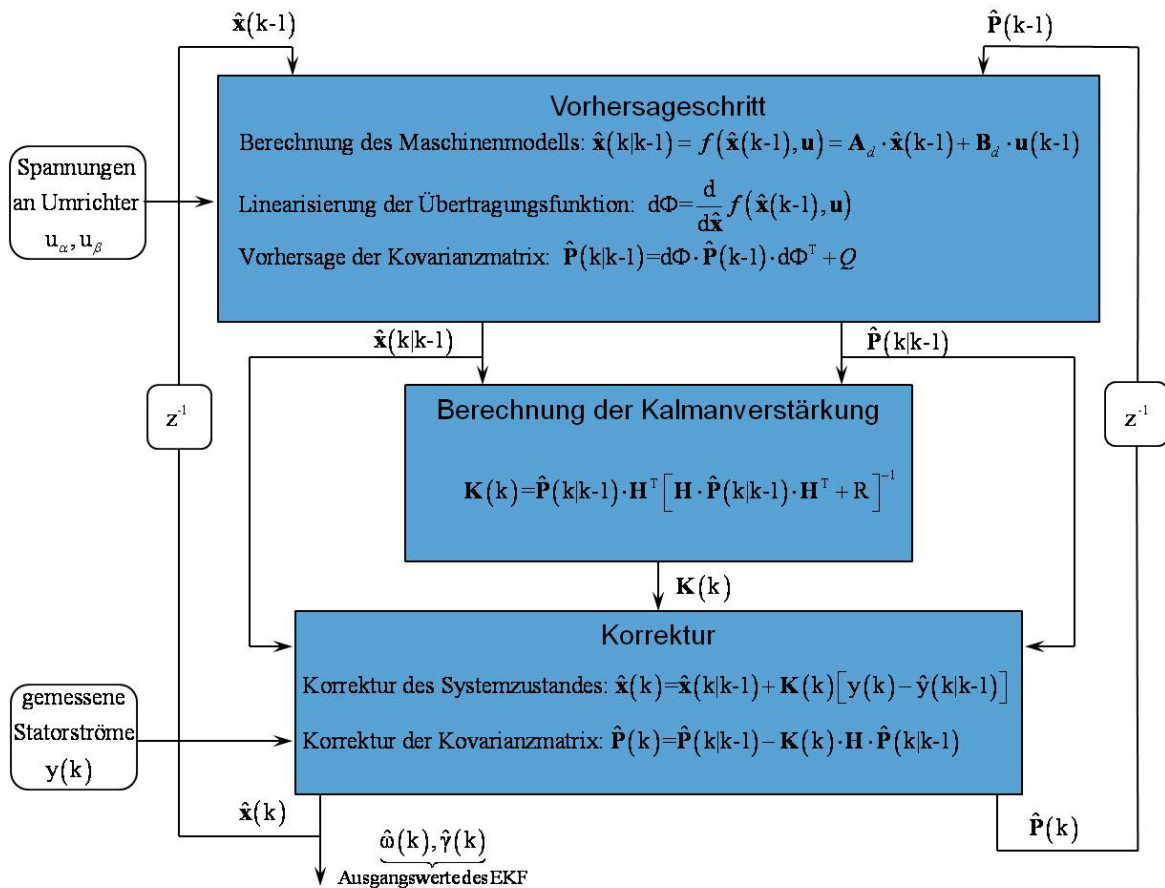 x̂(k-1)
P̂(k-1)
Vorhersageschritt
Berechnung des Maschinenmodells: x̂(k|k-1) = f(x̂(k-1), u) = A_d · x̂(k-1) + B_d · u(k-1)
Spannungen
an Umrichter
u_α, u_β
Linearisierung der Übertragungsfunktion: dΦ = d/dx̂ f(x̂(k-1), u)
Vorhersage der Kovarianzmatrix: P̂(k|k-1) = dΦ · P̂(k-1) · dΦ^T + Q
x̂(k|k-1)
P̂(k|k-1)
z^-1
Berechnung der Kalmanverstärkung
z^-1
K(k) = P̂(k|k-1) · H^T [H · P̂(k|k-1) · H^T + R]^-1
K(k)
Korrektur
Korrektur des Systemzustandes: x̂(k) = x̂(k|k-1) + K(k)[y(k) − ŷ(k|k-1)]
gemessene
Statorströme
y(k)
Korrektur der Kovarianzmatrix: P̂(k) = P̂(k|k-1) − K(k) · H · P̂(k|k-1)
x̂(k)
P̂(k)
ω̂(k), γ̂(k)
Ausgangswerte des EKF